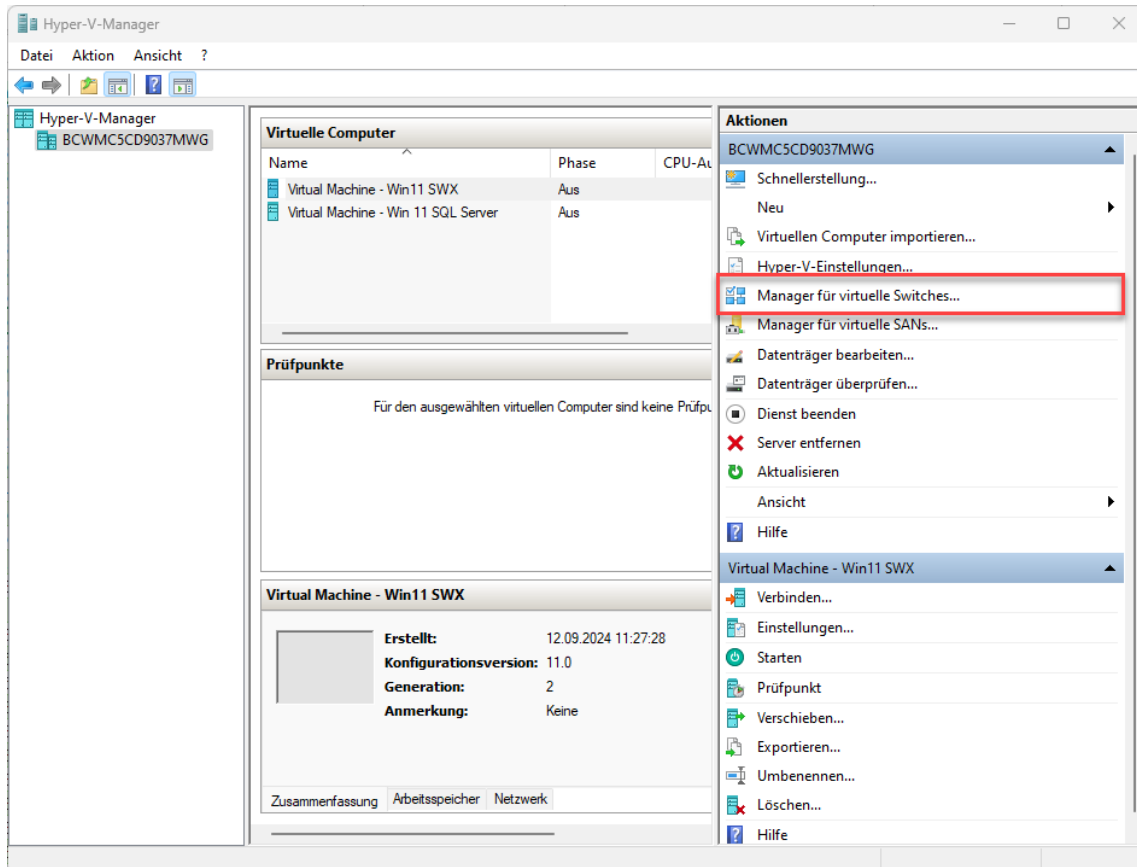 Hyper-V-Manager
Datei Aktion Ansicht ?
Hyper-V-Manager
BCWMC5CD9037MWG
Virtuelle Computer
Name Phase CPU-Au
Virtual Machine - Win11 SWX Aus
Virtual Machine - Win 11 SQL Server Aus
Prüfpunkte
Für den ausgewählten virtuellen Computer sind keine Prüfpu
Virtual Machine - Win11 SWX
Erstellt: 12.09.2024 11:27:28
Konfigurationsversion: 11.0
Generation: 2
Anmerkung: Keine
Zusammenfassung Arbeitsspeicher Netzwerk
Aktionen
BCWMC5CD9037MWG
Schnellerstellung...
Neu
Virtuellen Computer importieren...
Hyper-V-Einstellungen...
Manager für virtuelle Switches...
Manager für virtuelle SANs...
Datenträger bearbeiten...
Datenträger überprüfen...
Dienst beenden
Server entfernen
Aktualisieren
Ansicht
Hilfe
Virtual Machine - Win11 SWX
Verbinden...
Einstellungen...
Starten
Prüfpunkt
Verschieben...
Exportieren...
Umbenennen...
Löschen...
Hilfe